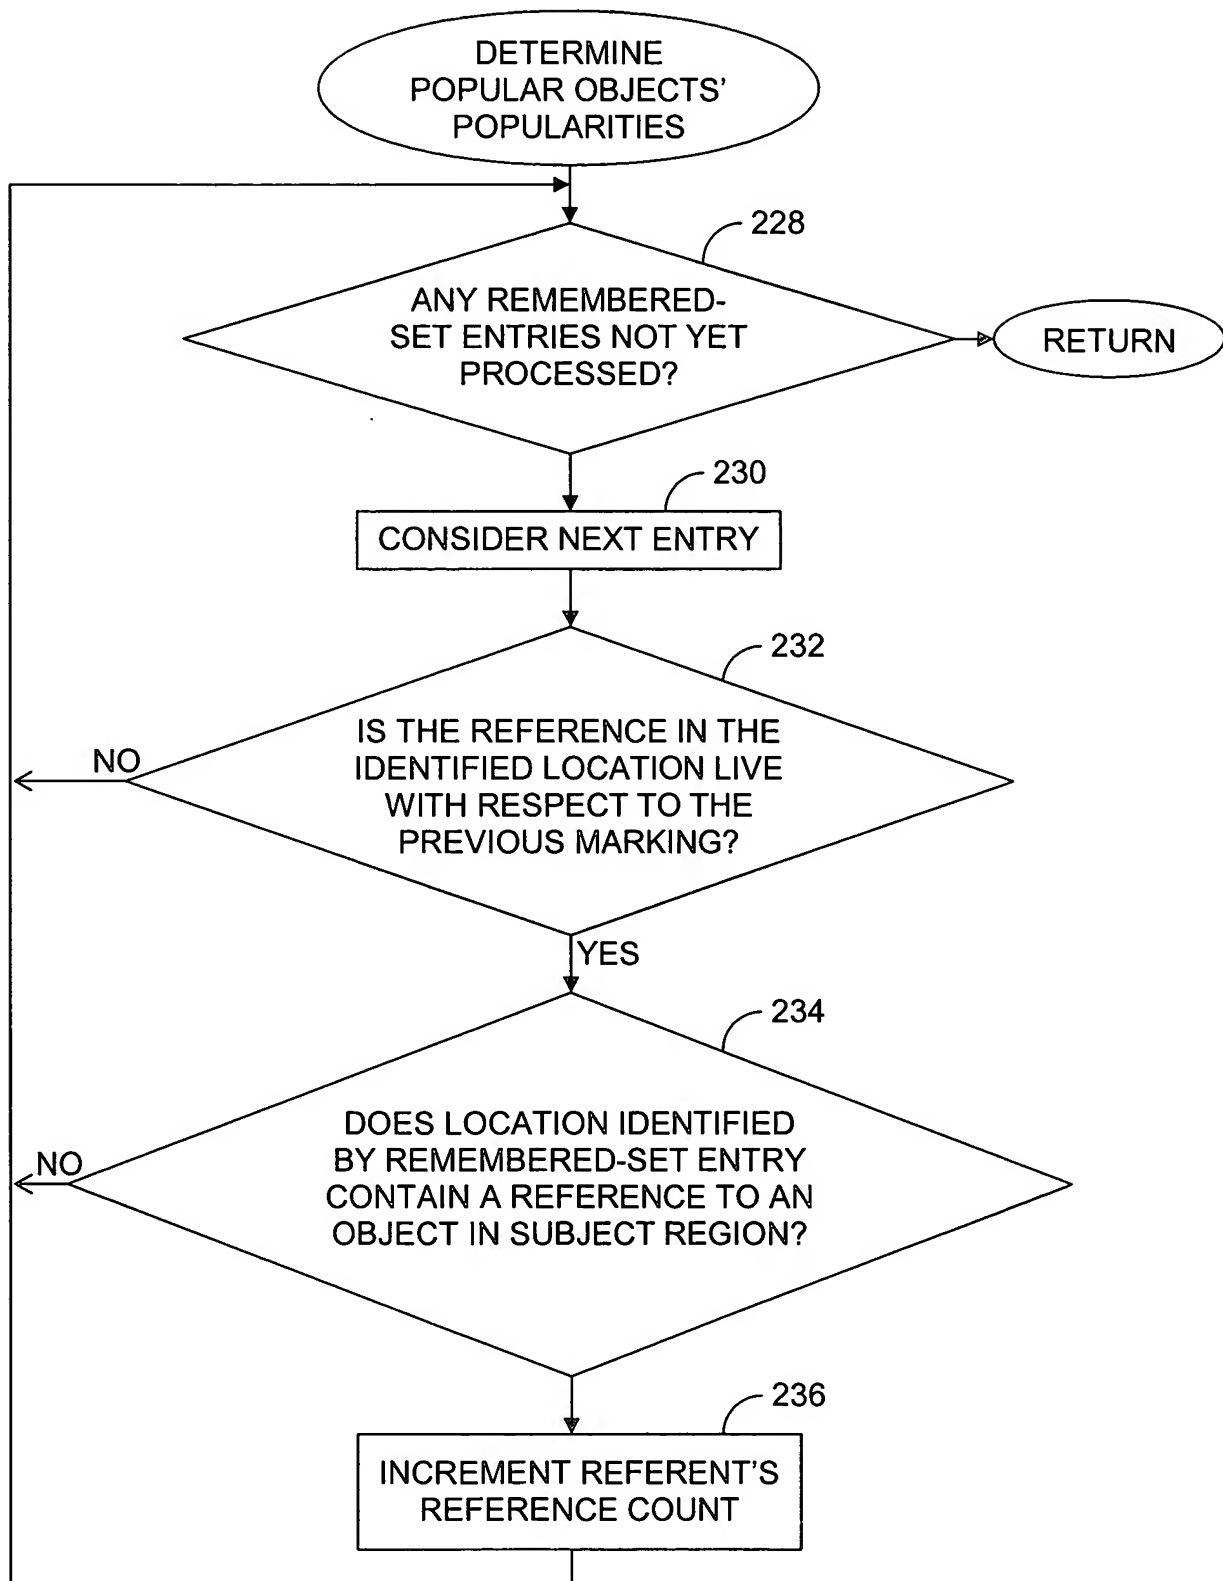 DETERMINE
POPULAR OBJECTS'
POPULARITIES
228
ANY REMEMBERED-
SET ENTRIES NOT YET
PROCESSED?
RETURN
230
CONSIDER NEXT ENTRY
232
IS THE REFERENCE IN THE
IDENTIFIED LOCATION LIVE
WITH RESPECT TO THE
PREVIOUS MARKING?
NO
YES
234
DOES LOCATION IDENTIFIED
BY REMEMBERED-SET ENTRY
CONTAIN A REFERENCE TO AN
OBJECT IN SUBJECT REGION?
NO
236
INCREMENT REFERENT'S
REFERENCE COUNT